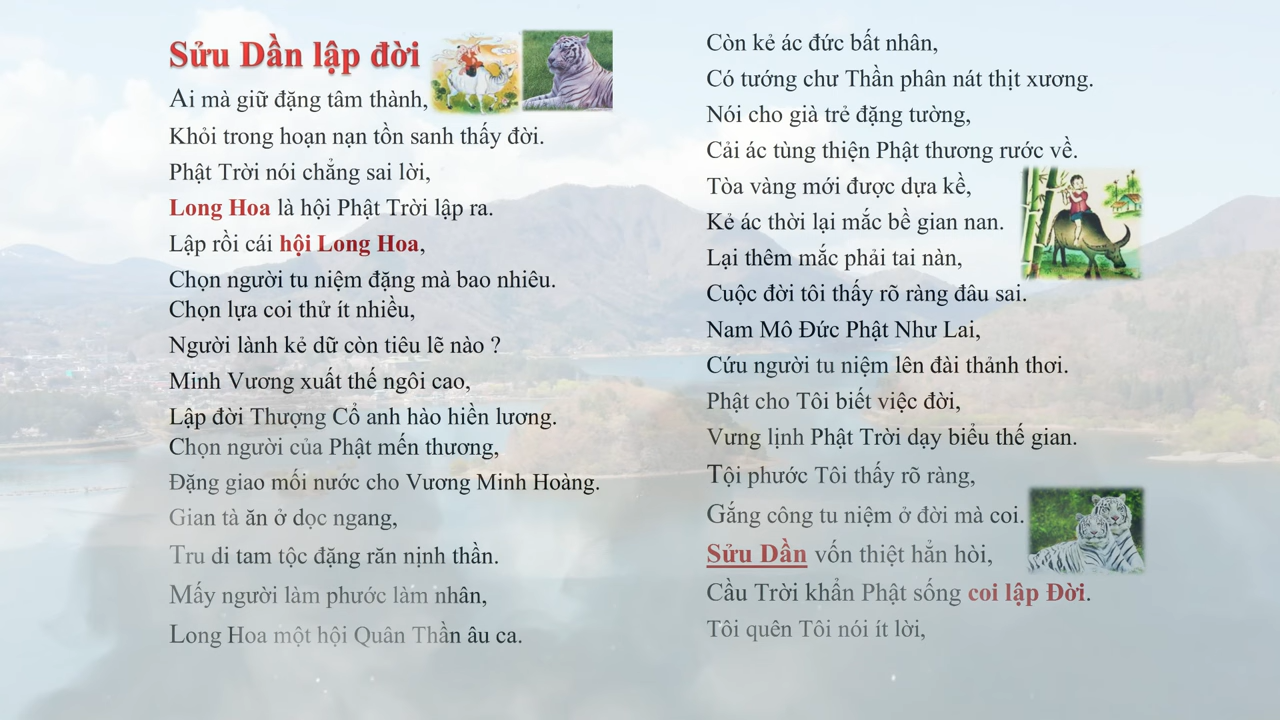 Sửu Dần lập đời
Ai mà giữ đặng tâm thành,
Khỏi trong hoạn nạn tồn sanh thấy đời.
Phật Trời nói chẳng sai lời,
Long Hoa là hội Phật Trời lập ra.
Lập rồi cái hội Long Hoa,
Chọn người tu niệm đặng mà bao nhiêu.
Chọn lựa coi thử ít nhiều,
Người lành kẻ dữ còn tiêu lẽ nào ?
Minh Vương xuất thế ngôi cao,
Lập đời Thượng Cổ anh hào hiền lương.
Chọn người của Phật mến thương,
Đặng giao mối nước cho Vương Minh Hoàng.
Gian tà ăn ở dọc ngang,
Tru di tam tộc đặng răn nịnh thần.
Mấy người làm phước làm nhân,
Long Hoa một hội Quân Thần âu ca.
Còn kẻ ác đức bất nhân,
Có tướng chư Thần phân nát thịt xương.
Nói cho già trẻ đặng tường,
Cải ác tùng thiện Phật thương rước về.
Tòa vàng mới được dựa kề,
Kẻ ác thời lại mắc bề gian nan.
Lại thêm mắc phải tai nàn,
Cuộc đời tôi thấy rõ ràng đâu sai.
Nam Mô Đức Phật Như Lai,
Cứu người tu niệm lên đài thảnh thơi.
Phật cho Tôi biết việc đời,
Vưng lịnh Phật Trời dạy biểu thế gian.
Tội phước Tôi thấy rõ ràng,
Gắng công tu niệm ở đời mà coi.
Sửu Dần vốn thiệt hẳn hòi,
Cầu Trời khẩn Phật sống coi lập Đời.
Tôi quên Tôi nói ít lời,